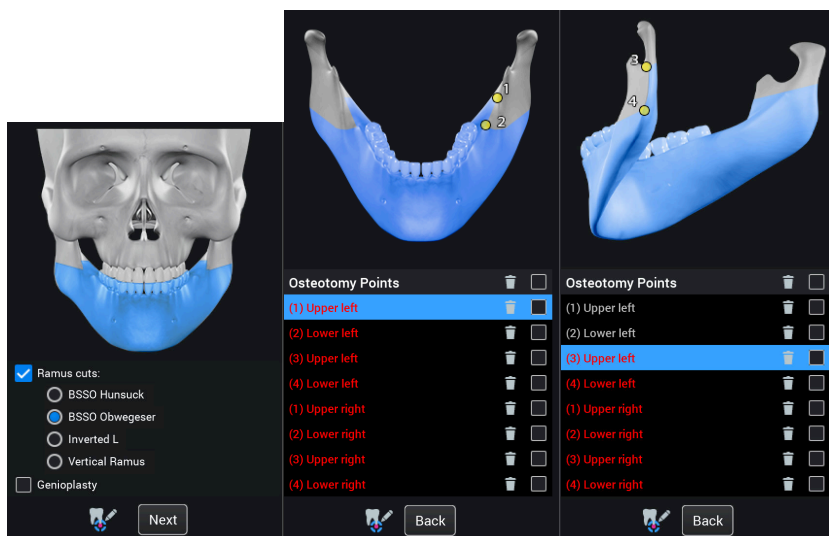 Ramus cuts:
BSSO Hunsuck
BSSO Obwegeser
Inverted L
Vertical Ramus
Genioplasty
Next
1
2
Osteotomy Points
(1) Upper left
(2) Lower left
(3) Upper left
(4) Lower left
(1) Upper right
(2) Lower right
(3) Upper right
(4) Lower right
Back
3
4
Osteotomy Points
(1) Upper left
(2) Lower left
(3) Upper left
(4) Lower left
(1) Upper right
(2) Lower right
(3) Upper right
(4) Lower right
Back